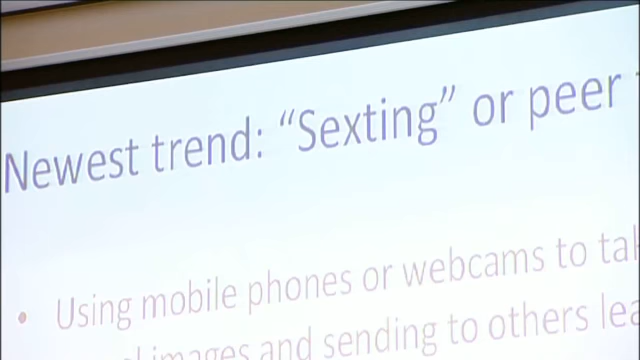 Newest trend: “Sexting” or peer
• Using mobile phones or webcams to
images and sending to others